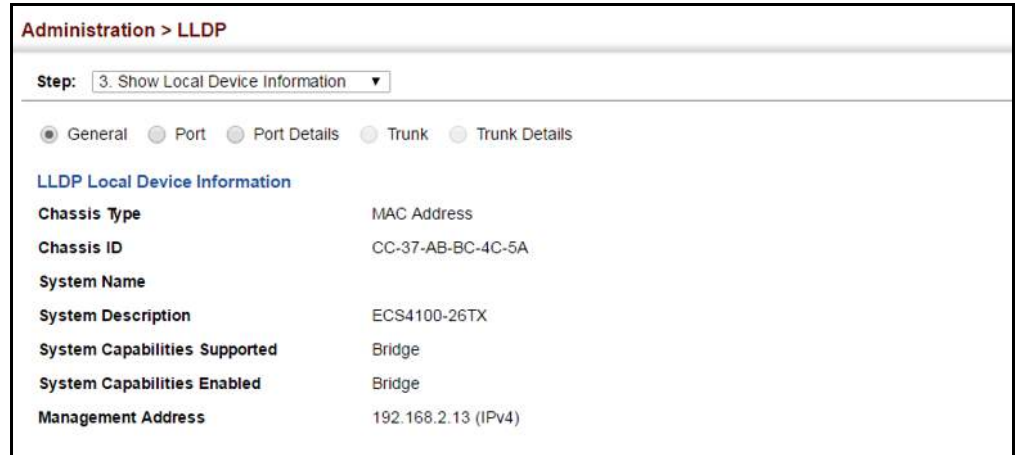 Administration > LLDP
Step: 3. Show Local Device Information
General Port Port Details Trunk Trunk Details
LLDP Local Device Information
Chassis Type MAC Address
Chassis ID CC-37-AB-BC-4C-5A
System Name
System Description ECS4100-26TX
System Capabilities Supported Bridge
System Capabilities Enabled Bridge
Management Address 192.168.2.13 (IPv4)